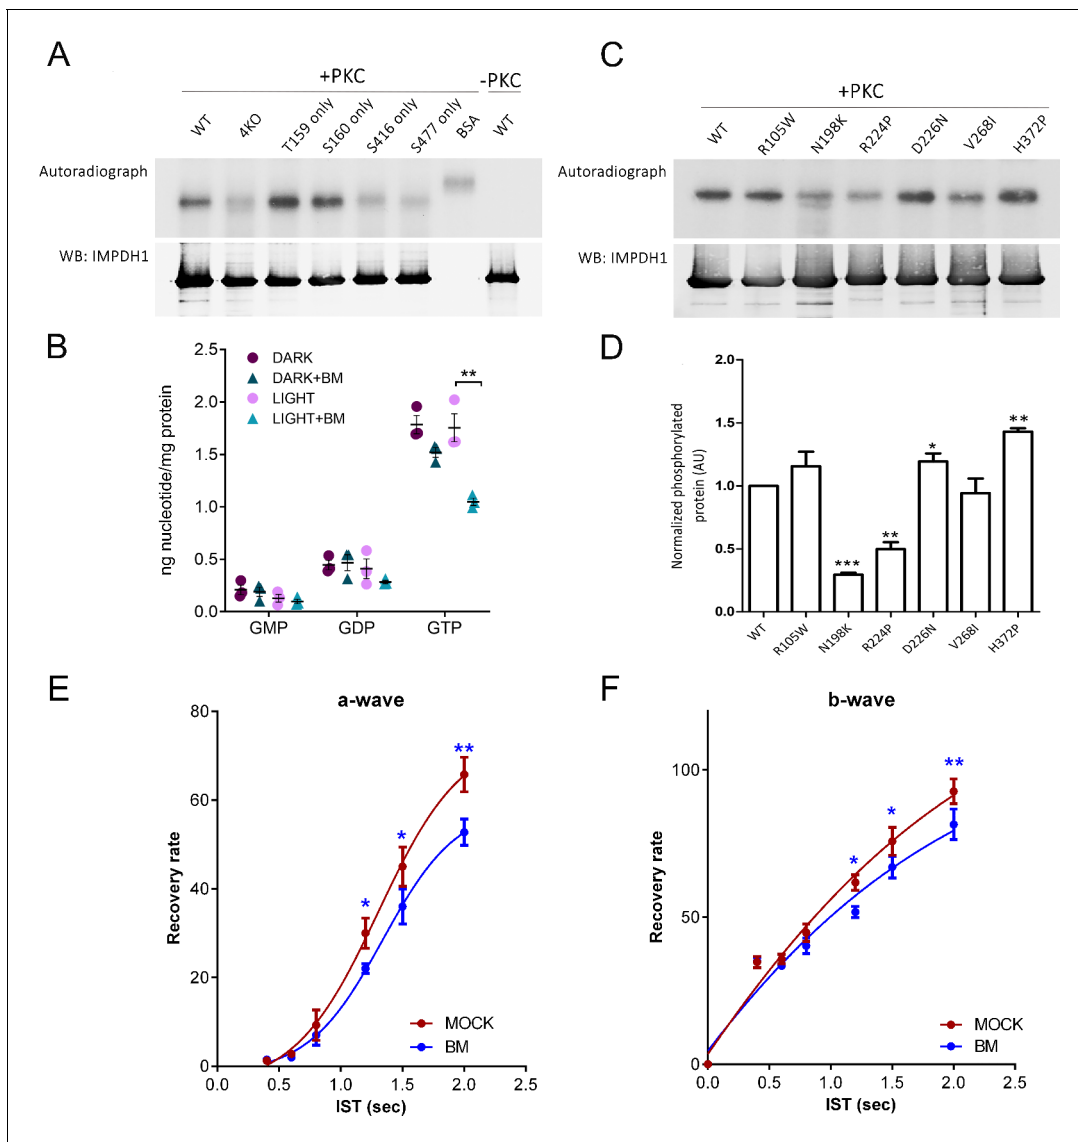 A
+PKC
-PKC
WT 4KO T159 only S160 only S416 only S477 only BSA WT
Autoradiograph
WB: IMPDH1
C
+PKC
WT R105W N198K R224P D226N V268I H372P
Autoradiograph
WB: IMPDH1
B
ng nucleotide/mg protein
2.5
2.0
1.5
1.0
0.5
0.0
DARK
DARK+BM
LIGHT
LIGHT+BM
**
GMP GDP GTP
D
Normalized phosphorylated
protein (AU)
2.0
1.5
1.0
0.5
0.0
***
**
*
**
WT R105W N198K R224P D226N V268I H372P
E
a-wave
Recovery rate
80
60
40
20
0
*
*
**
MOCK
BM
0.0 0.5 1.0 1.5 2.0 2.5
IST (sec)
F
b-wave
Recovery rate
100
50
0
*
*
**
MOCK
BM
0.0 0.5 1.0 1.5 2.0 2.5
IST (sec)